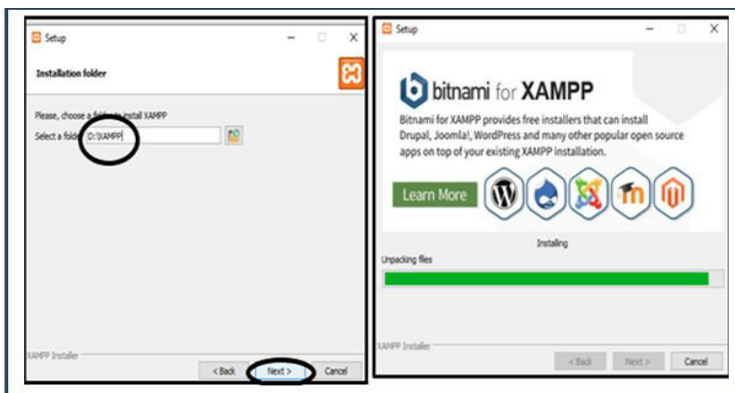 Setup
Installation folder
Please, choose a folder to install XAMPP
Select a folder D:\XAMPP
XAMPP Installer
< Back Next > Cancel
Setup
bitnami for XAMPP
Bitnami for XAMPP provides free installers that can install
Drupal, Joomla!, WordPress and many other popular open source
apps on top of your existing XAMPP installation.
Learn More
Installing
Unpacking files
XAMPP Installer
< Back Next > Cancel